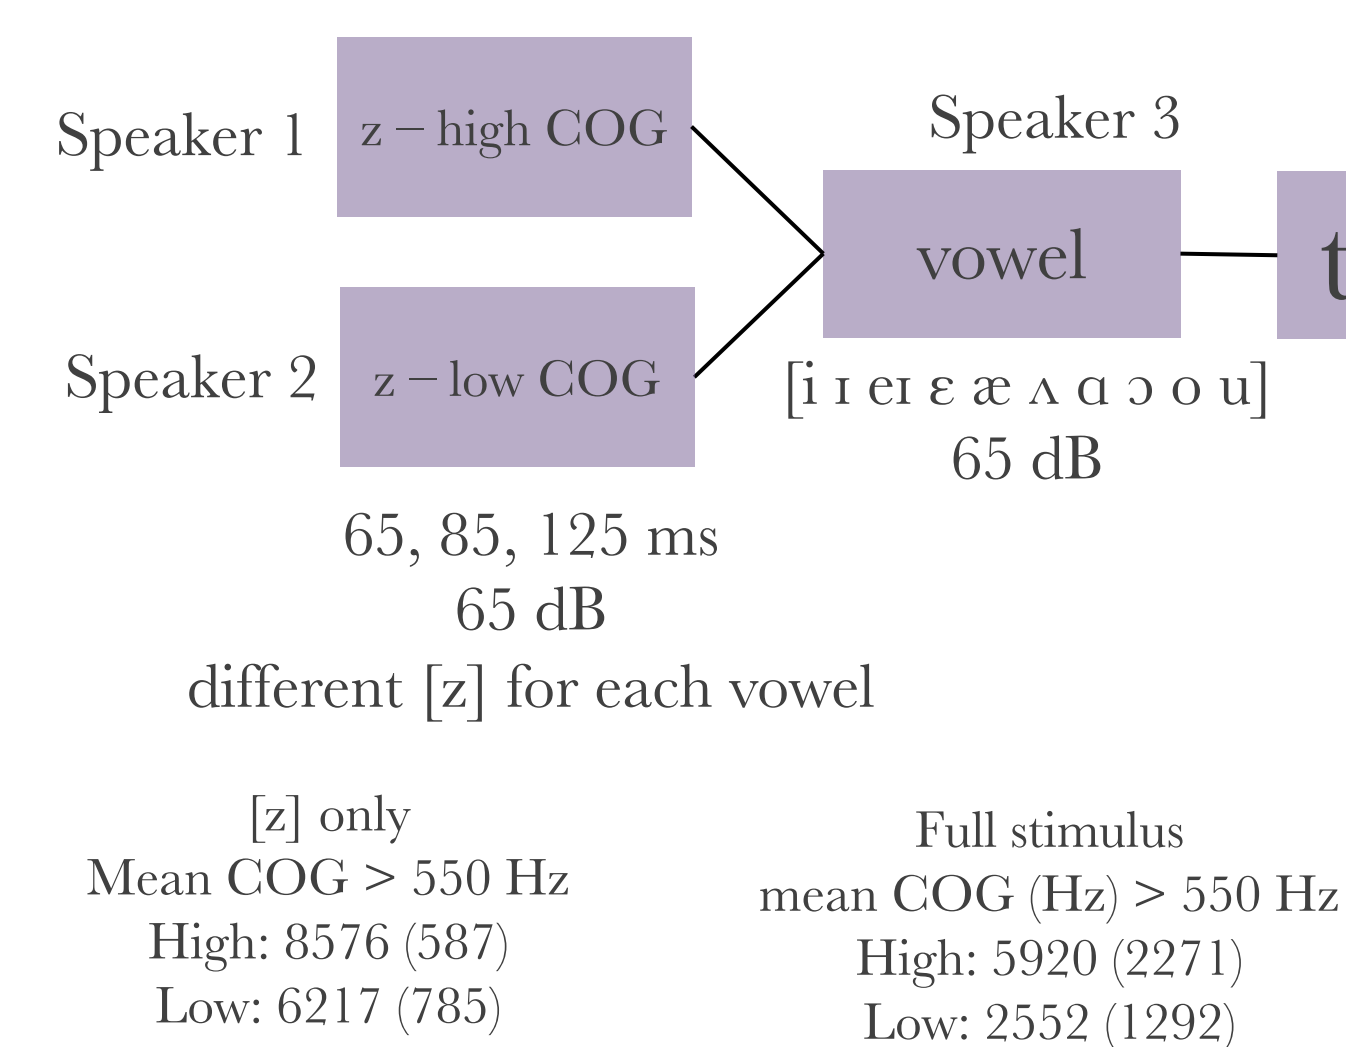 Speaker 1
z – high COG
Speaker 2
z – low COG
65, 85, 125 ms
65 dB
different [z] for each vowel
Speaker 3
vowel
[i ɪ eɪ ɛ æ ʌ ɑ ɔ o u]
65 dB
t
[z] only
Mean COG > 550 Hz
High: 8576 (587)
Low: 6217 (785)
Full stimulus
mean COG (Hz) > 550 Hz
High: 5920 (2271)
Low: 2552 (1292)